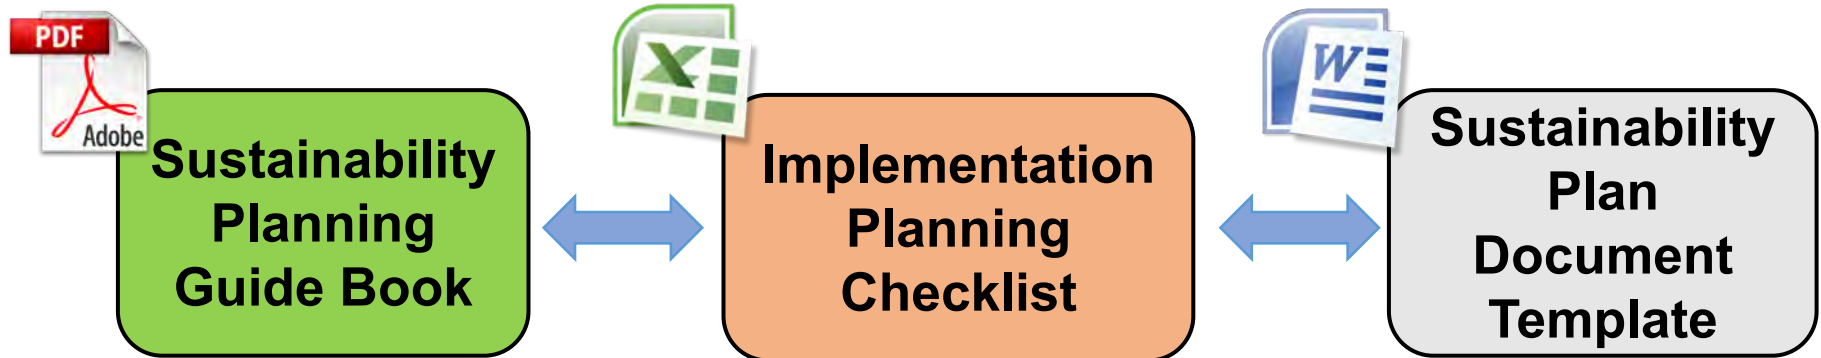 PDF
Adobe
Sustainability
Planning
Guide Book
X
Implementation
Planning
Checklist
W
Sustainability
Plan
Document
Template